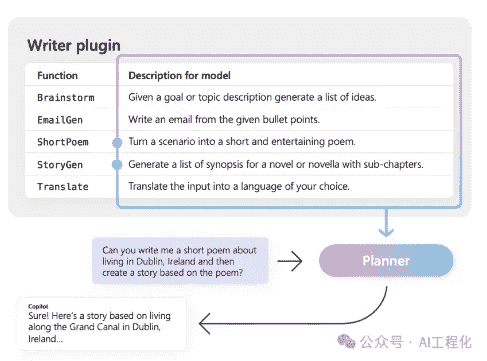 Writer plugin
Function Description for model
Brainstorm Given a goal or topic description generate a list of ideas.
EmailGen Write an email from the given bullet points.
ShortPoem Turn a scenario into a short and entertaining poem.
StoryGen Generate a list of synopsis for a novel or novella with sub-chapters.
Translate Translate the input into a language of your choice.
Can you write me a short poem about
living in Dublin, Ireland and then
create a story based on the poem?
Planner
Copilot
Sure! Here's a story based on living
along the Grand Canal in Dublin,
Ireland...
公众号 · AI工程化